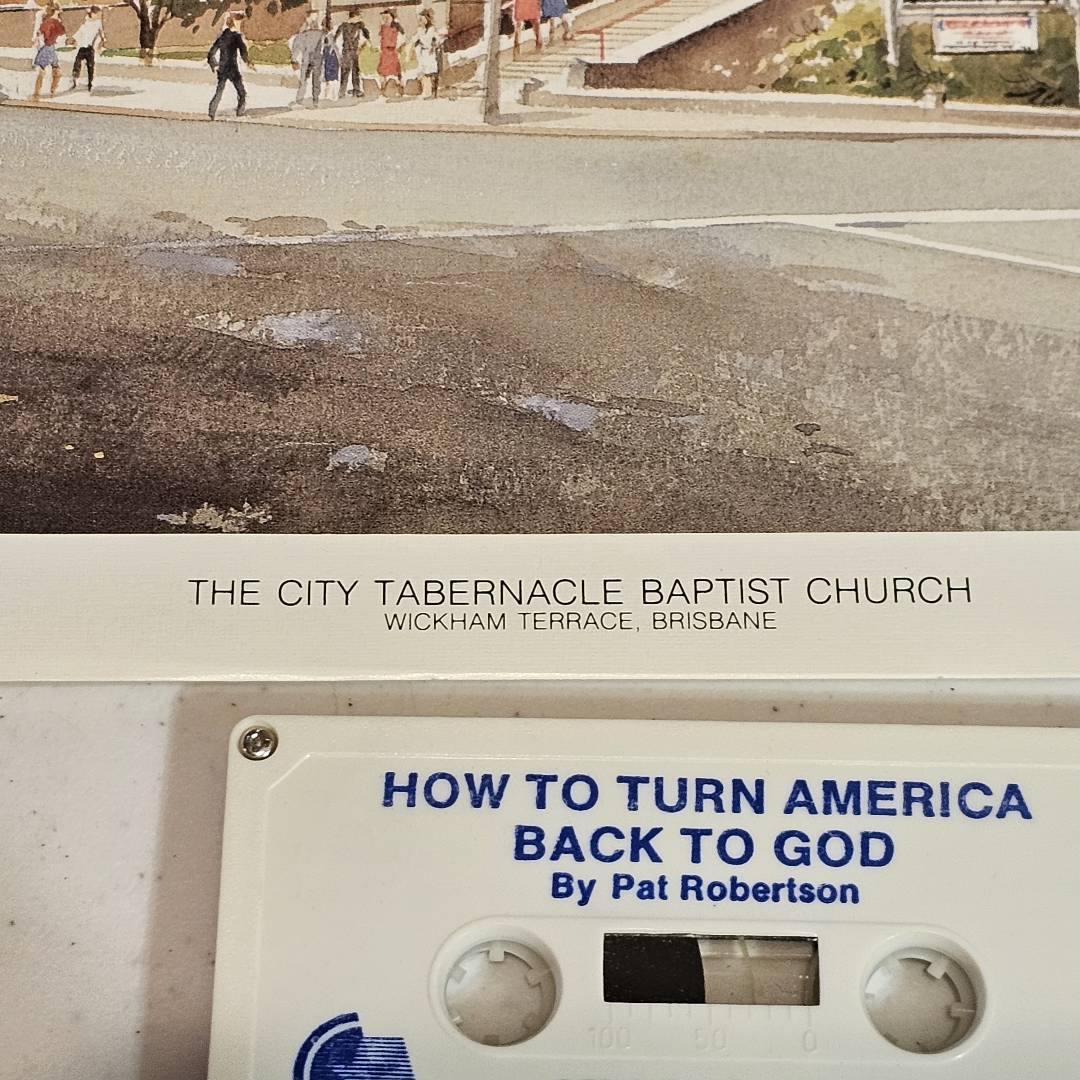 THE CITY TABERNACLE BAPTIST CHURCH
WICKHAM TERRACE, BRISBANE
HOW TO TURN AMERICA
BACK TO GOD
By Pat Robertson
100 50 0